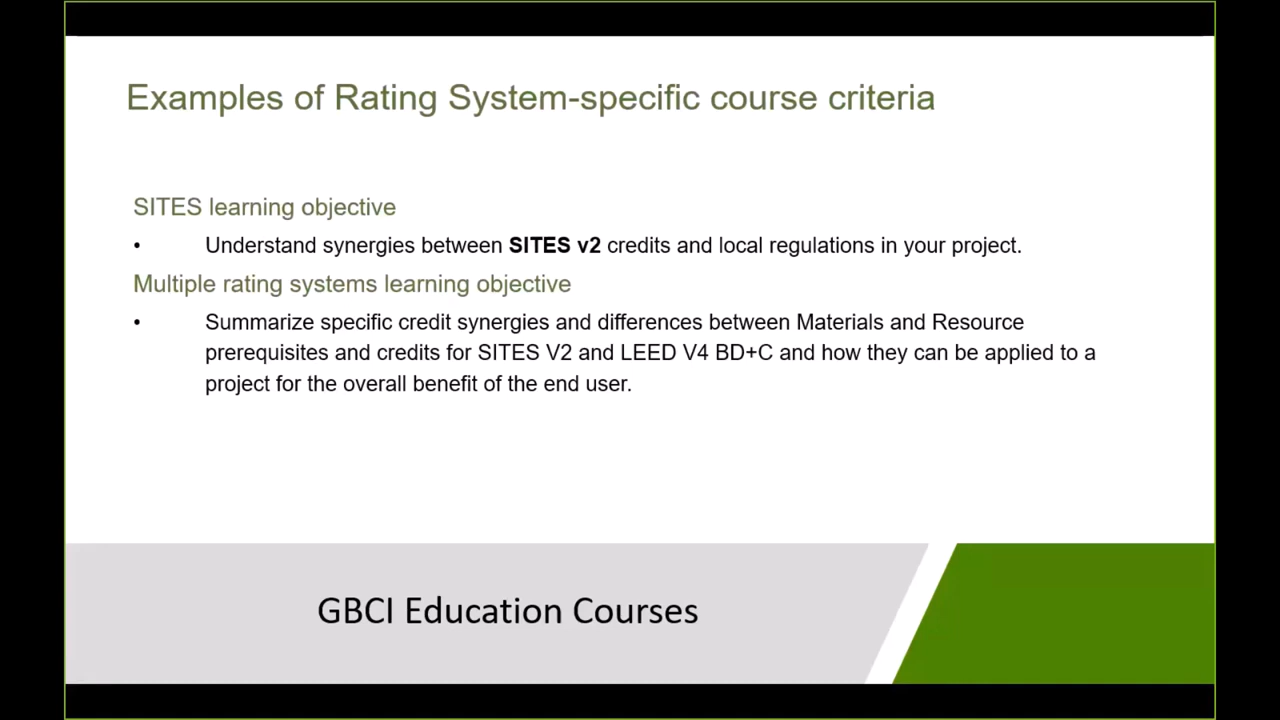 Examples of Rating System-specific course criteria
SITES learning objective
• Understand synergies between SITES v2 credits and local regulations in your project.
Multiple rating systems learning objective
• Summarize specific credit synergies and differences between Materials and Resource
prerequisites and credits for SITES V2 and LEED V4 BD+C and how they can be applied to a
project for the overall benefit of the end user.
GBCI Education Courses